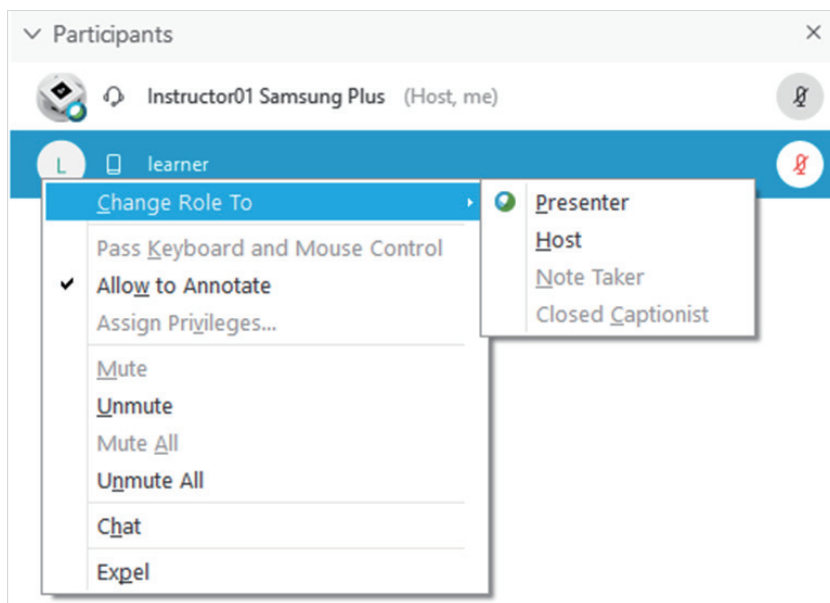 Participants
Instructor01 Samsung Plus (Host, me)
L learner
Change Role To
Presenter
Host
Note Taker
Closed Captionist
Pass Keyboard and Mouse Control
Allow to Annotate
Assign Privileges...
Mute
Unmute
Mute All
Unmute All
Chat
Expel